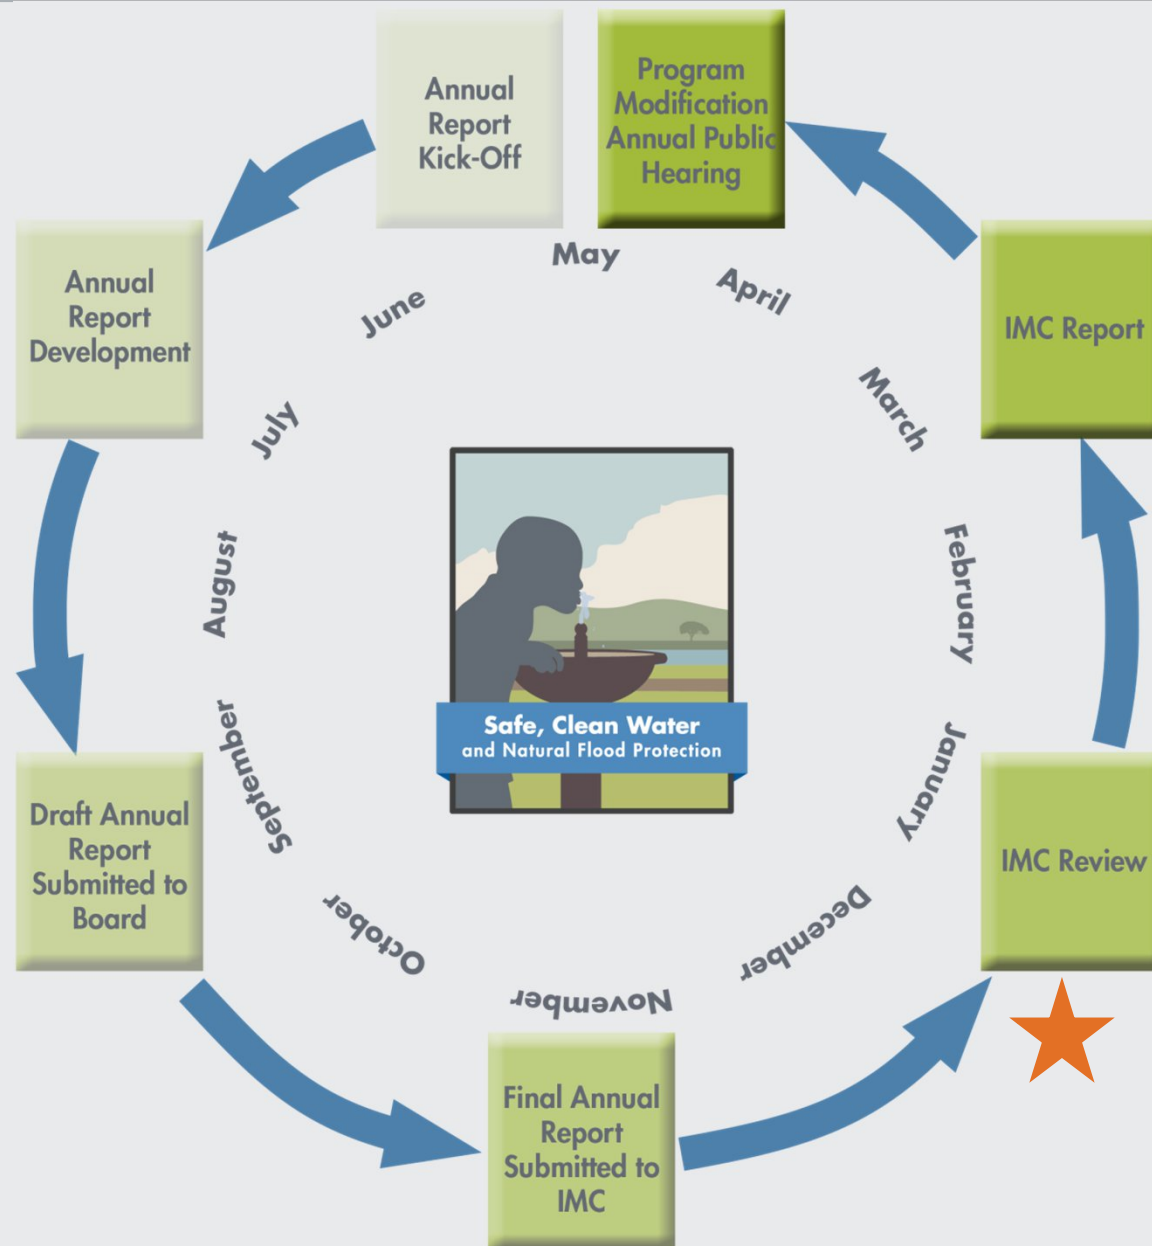 Annual
Report
Kick-Off
Program
Modification
Annual Public
Hearing
Annual
Report
Development
IMC Report
May
April
June
March
July
February
August
January
September
December
October
November
Safe, Clean Water
and Natural Flood Protection
Draft Annual
Report
Submitted to
Board
IMC Review
Final Annual
Report
Submitted to
IMC